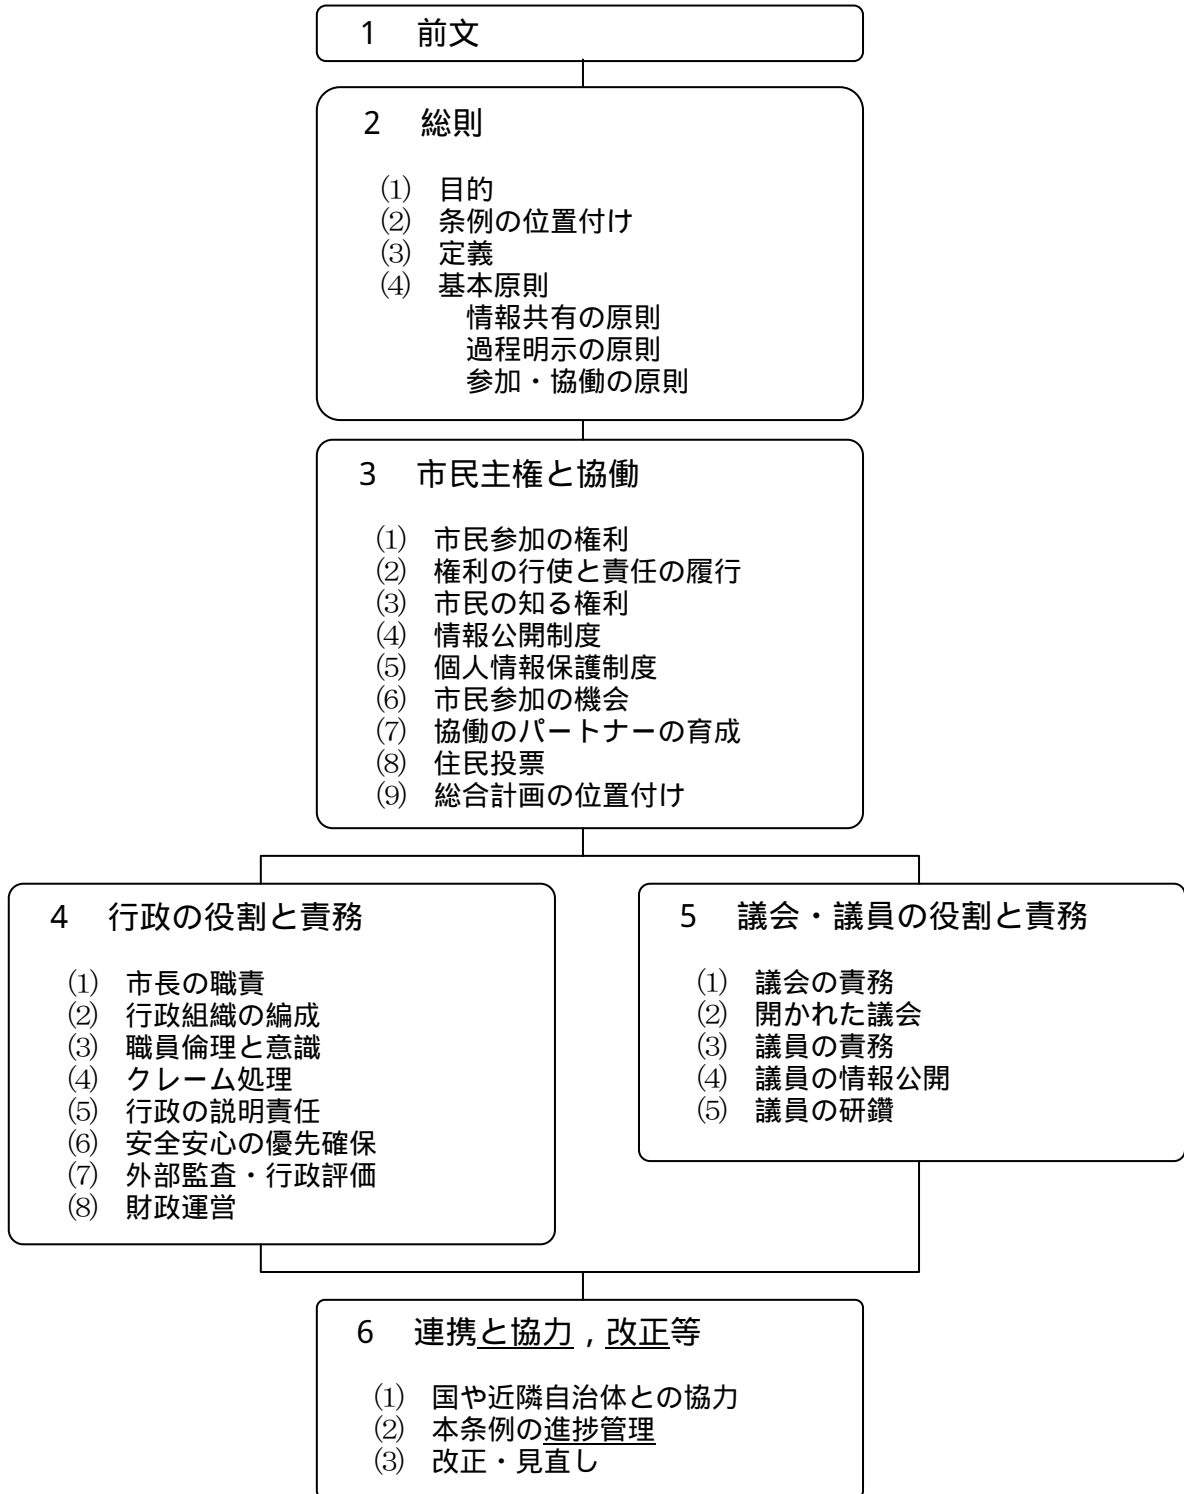 1 前文
2 総則
(1) 目的
(2) 条例の位置付け
(3) 定義
(4) 基本原則
情報共有の原則
過程明示の原則
参加・協働の原則
3 市民主権と協働
(1) 市民参加の権利
(2) 権利の行使と責任の履行
(3) 市民の知る権利
(4) 情報公開制度
(5) 個人情報保護制度
(6) 市民参加の機会
(7) 協働のパートナーの育成
(8) 住民投票
(9) 総合計画の位置付け
4 行政の役割と責務
(1) 市長の職責
(2) 行政組織の編成
(3) 職員倫理と意識
(4) クレーム処理
(5) 行政の説明責任
(6) 安全安心の優先確保
(7) 外部監査・行政評価
(8) 財政運営
5 議会・議員の役割と責務
(1) 議会の責務
(2) 開かれた議会
(3) 議員の責務
(4) 議員の情報公開
(5) 議員の研鑽
6 連携と協力，改正等
(1) 国や近隣自治体との協力
(2) 本条例の進捗管理
(3) 改正・見直し